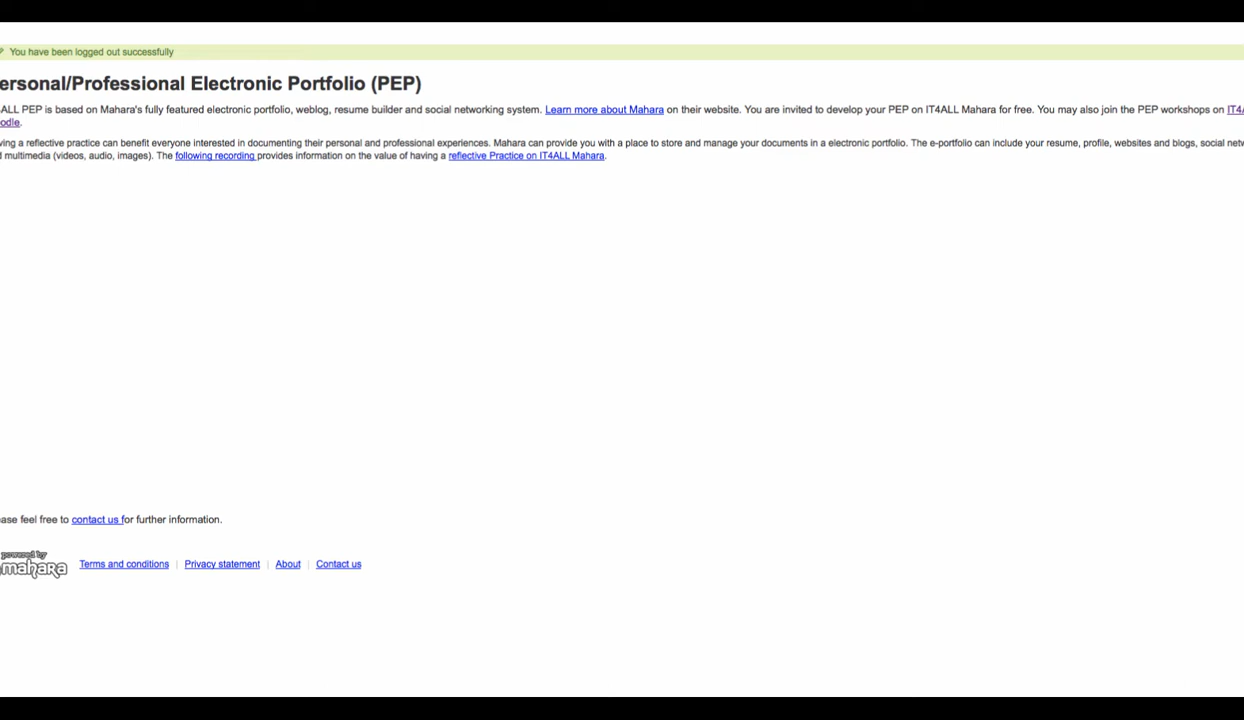 You have been logged out successfully
ersonal/Professional Electronic Portfolio (PEP)
ALL PEP is based on Mahara's fully featured electronic portfolio, weblog, resume builder and social networking system. Learn more about Mahara on their website. You are invited to develop your PEP on IT4ALL Mahara for free. You may also join the PEP workshops on IT4
odle.
ving a reflective practice can benefit everyone interested in documenting their personal and professional experiences. Mahara can provide you with a place to store and manage your documents in a electronic portfolio. The e-portfolio can include your resume, profile, websites and blogs, social netw
d multimedia (videos, audio, images). The following recording provides information on the value of having a reflective Practice on IT4ALL Mahara.
ase feel free to contact us for further information.
powered by
mahara
Terms and conditions | Privacy statement | About | Contact us